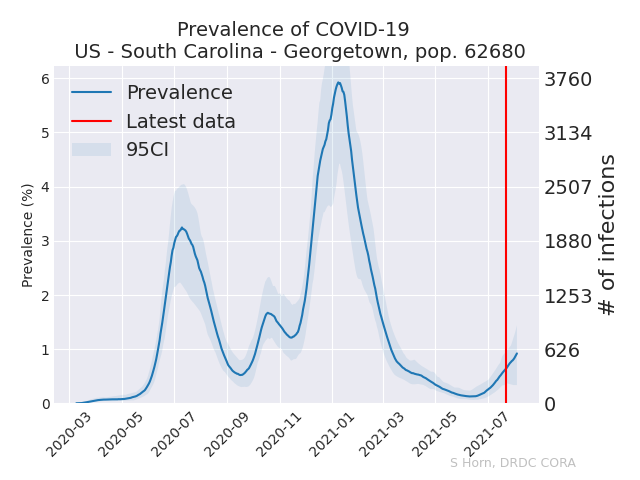 Prevalence of COVID-19
US - South Carolina - Georgetown, pop. 62680
Prevalence
Latest data
95CI
Prevalence (%)
6
5
4
3
2
1
0
3760
3134
2507
1880
1253
626
0
# of infections
2020-03
2020-05
2020-07
2020-09
2020-11
2021-01
2021-03
2021-05
2021-07
S Horn, DRDC CORA